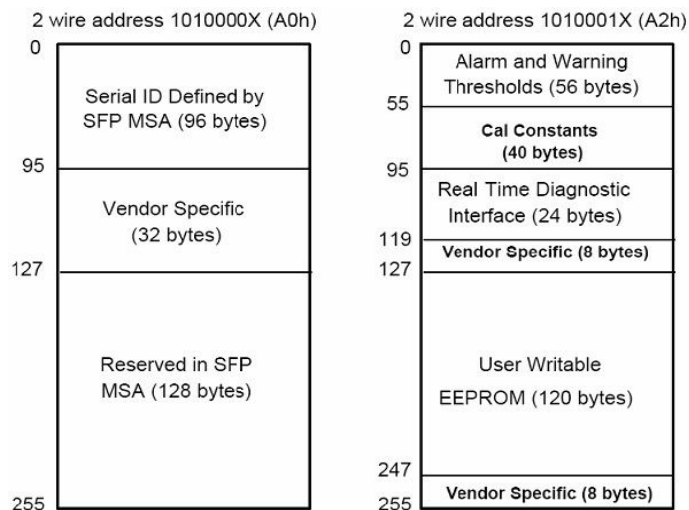 2 wire address 1010000X (A0h)
0
Serial ID Defined by
SFP MSA (96 bytes)
95
Vendor Specific
(32 bytes)
127
Reserved in SFP
MSA (128 bytes)
255
2 wire address 1010001X (A2h)
0
Alarm and Warning
Thresholds (56 bytes)
55
Cal Constants
(40 bytes)
95
Real Time Diagnostic
Interface (24 bytes)
119
Vendor Specific (8 bytes)
127
User Writable
EEPROM (120 bytes)
247
Vendor Specific (8 bytes)
255